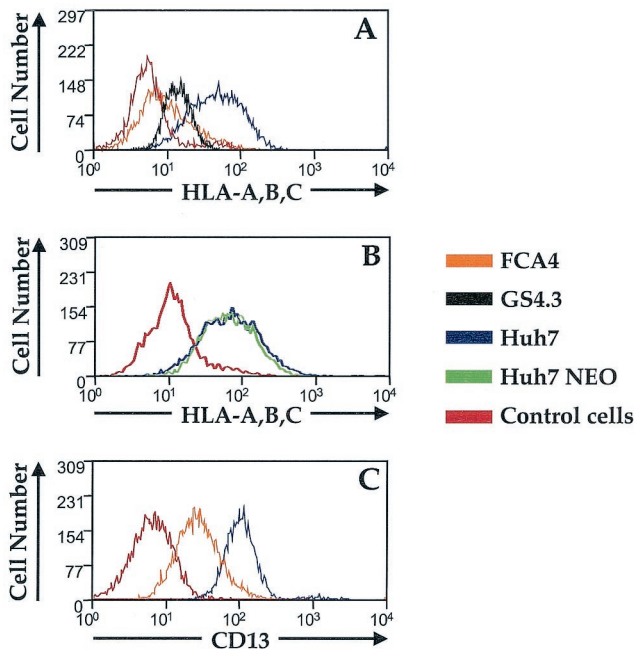 A
Cell Number
297
222
148
74
0
10^0 10^1 10^2 10^3 10^4
HLA-A,B,C
B
Cell Number
309
231
154
77
0
10^0 10^1 10^2 10^3 10^4
HLA-A,B,C
FCA4
GS4.3
Huh7
Huh7 NEO
Control cells
C
Cell Number
309
231
154
77
0
10^0 10^1 10^2 10^3 10^4
CD13